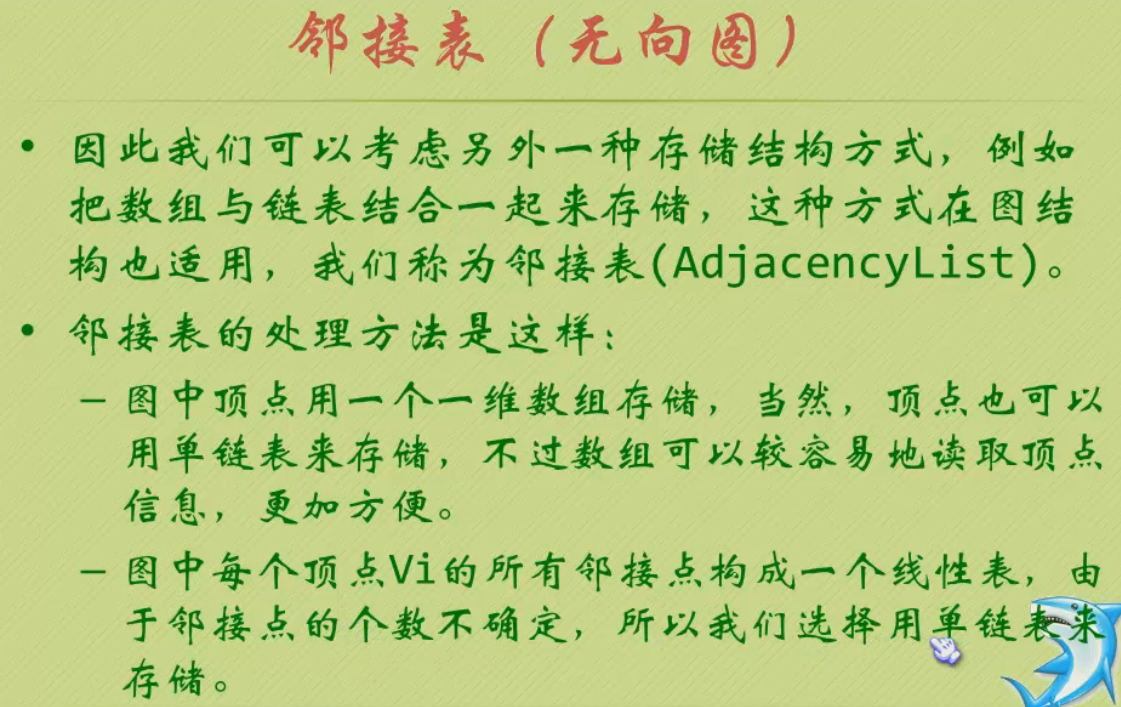 邻接表（无向图）
• 因此我们可以考虑另外一种存储结构方式，例如
把数组与链表结合一起来存储，这种方式在图结
构也适用，我们称为邻接表(AdjacencyList)。
• 邻接表的处理方法是这样：
– 图中顶点用一个一维数组存储，当然，顶点也可以
用单链表来存储，不过数组可以较容易地读取顶点
信息，更加方便。
– 图中每个顶点Vi的所有邻接点构成一个线性表，由
于邻接点的个数不确定，所以我们选择用单链表来
存储。